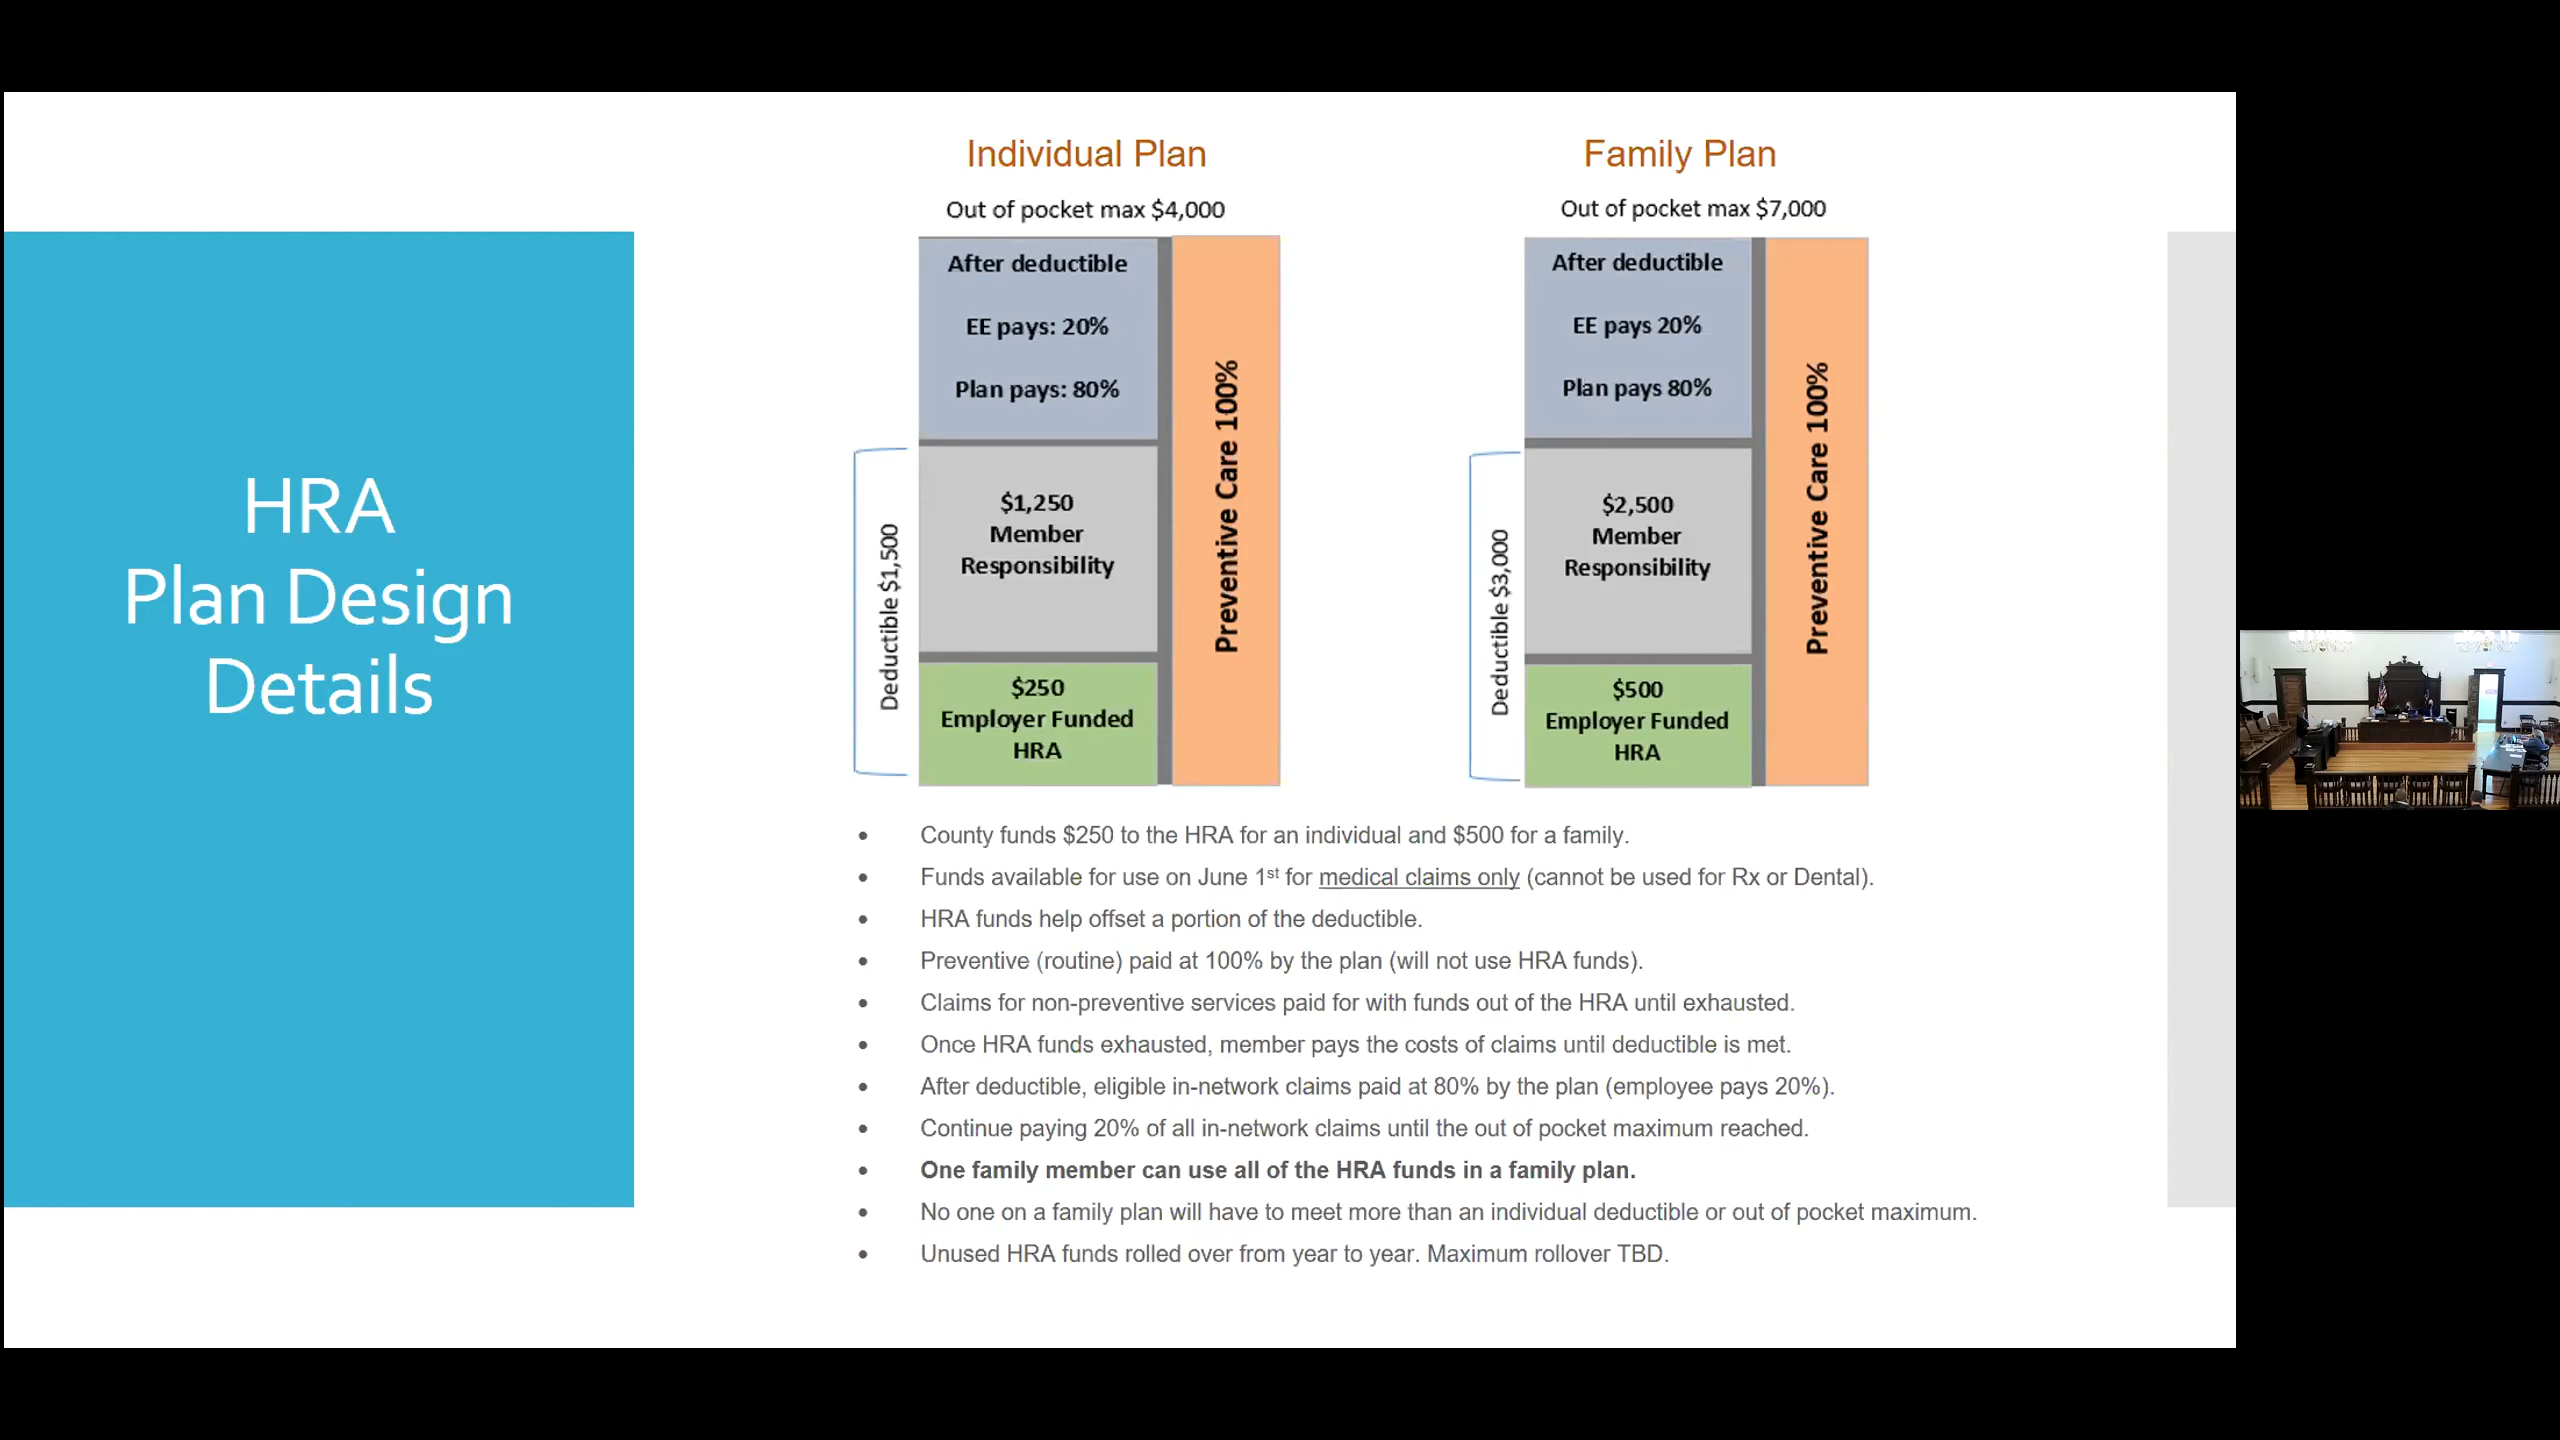 HRA
Plan Design
Details
Individual Plan
Out of pocket max $4,000
After deductible
EE pays: 20%
Plan pays: 80%
$1,250
Member
Responsibility
$250
Employer Funded
HRA
Deductible $1,500
Preventive Care 100%
Family Plan
Out of pocket max $7,000
After deductible
EE pays 20%
Plan pays 80%
$2,500
Member
Responsibility
$500
Employer Funded
HRA
Deductible $3,000
Preventive Care 100%
• County funds $250 to the HRA for an individual and $500 for a family.
• Funds available for use on June 1st for medical claims only (cannot be used for Rx or Dental).
• HRA funds help offset a portion of the deductible.
• Preventive (routine) paid at 100% by the plan (will not use HRA funds).
• Claims for non-preventive services paid for with funds out of the HRA until exhausted.
• Once HRA funds exhausted, member pays the costs of claims until deductible is met.
• After deductible, eligible in-network claims paid at 80% by the plan (employee pays 20%).
• Continue paying 20% of all in-network claims until the out of pocket maximum reached.
• One family member can use all of the HRA funds in a family plan.
• No one on a family plan will have to meet more than an individual deductible or out of pocket maximum.
• Unused HRA funds rolled over from year to year. Maximum rollover TBD.